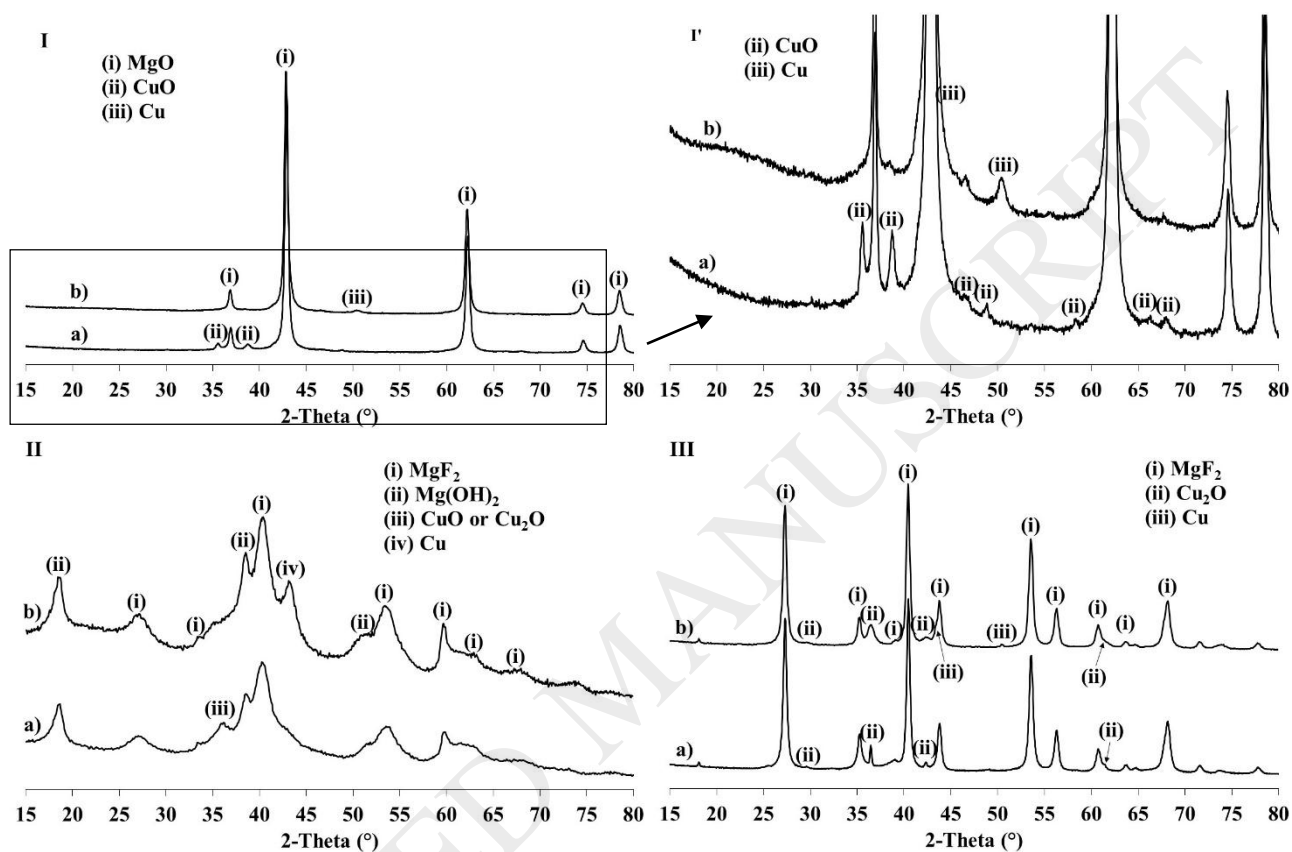 I
(i) MgO
(ii) CuO
(iii) Cu
(i)
(i)
b)
(i)
(iii)
(i)
(i)
a)
(ii)
(ii)
15 20 25 30 35 40 45 50 55 60 65 70 75 80
2-Theta (°)
I'
(ii) CuO
(iii) Cu
(iii)
b)
(iii)
(ii)
(ii)
a)
(ii)
(ii)
(ii)
(ii)
(ii)
15 20 25 30 35 40 45 50 55 60 65 70 75 80
2-Theta (°)
II
(i) MgF₂
(ii) Mg(OH)₂
(iii) CuO or Cu₂O
(iv) Cu
(i)
(ii)
(iv)
(ii)
(i)
(i)
(ii)
(i)
(i)
(i)
(i)
b)
(iii)
a)
15 20 25 30 35 40 45 50 55 60 65 70 75 80
2-Theta (°)
III
(i) MgF₂
(ii) Cu₂O
(iii) Cu
(i)
(i)
(i)
(i)
(i)
(i)
(ii)
(i)
(i)
b)
(ii)
(i)
(ii)
(iii)
(iii)
(ii)
(ii)
(ii)
a)
(ii)
(ii)
15 20 25 30 35 40 45 50 55 60 65 70 75 80
2-Theta (°)
ED MANUSCRIPT